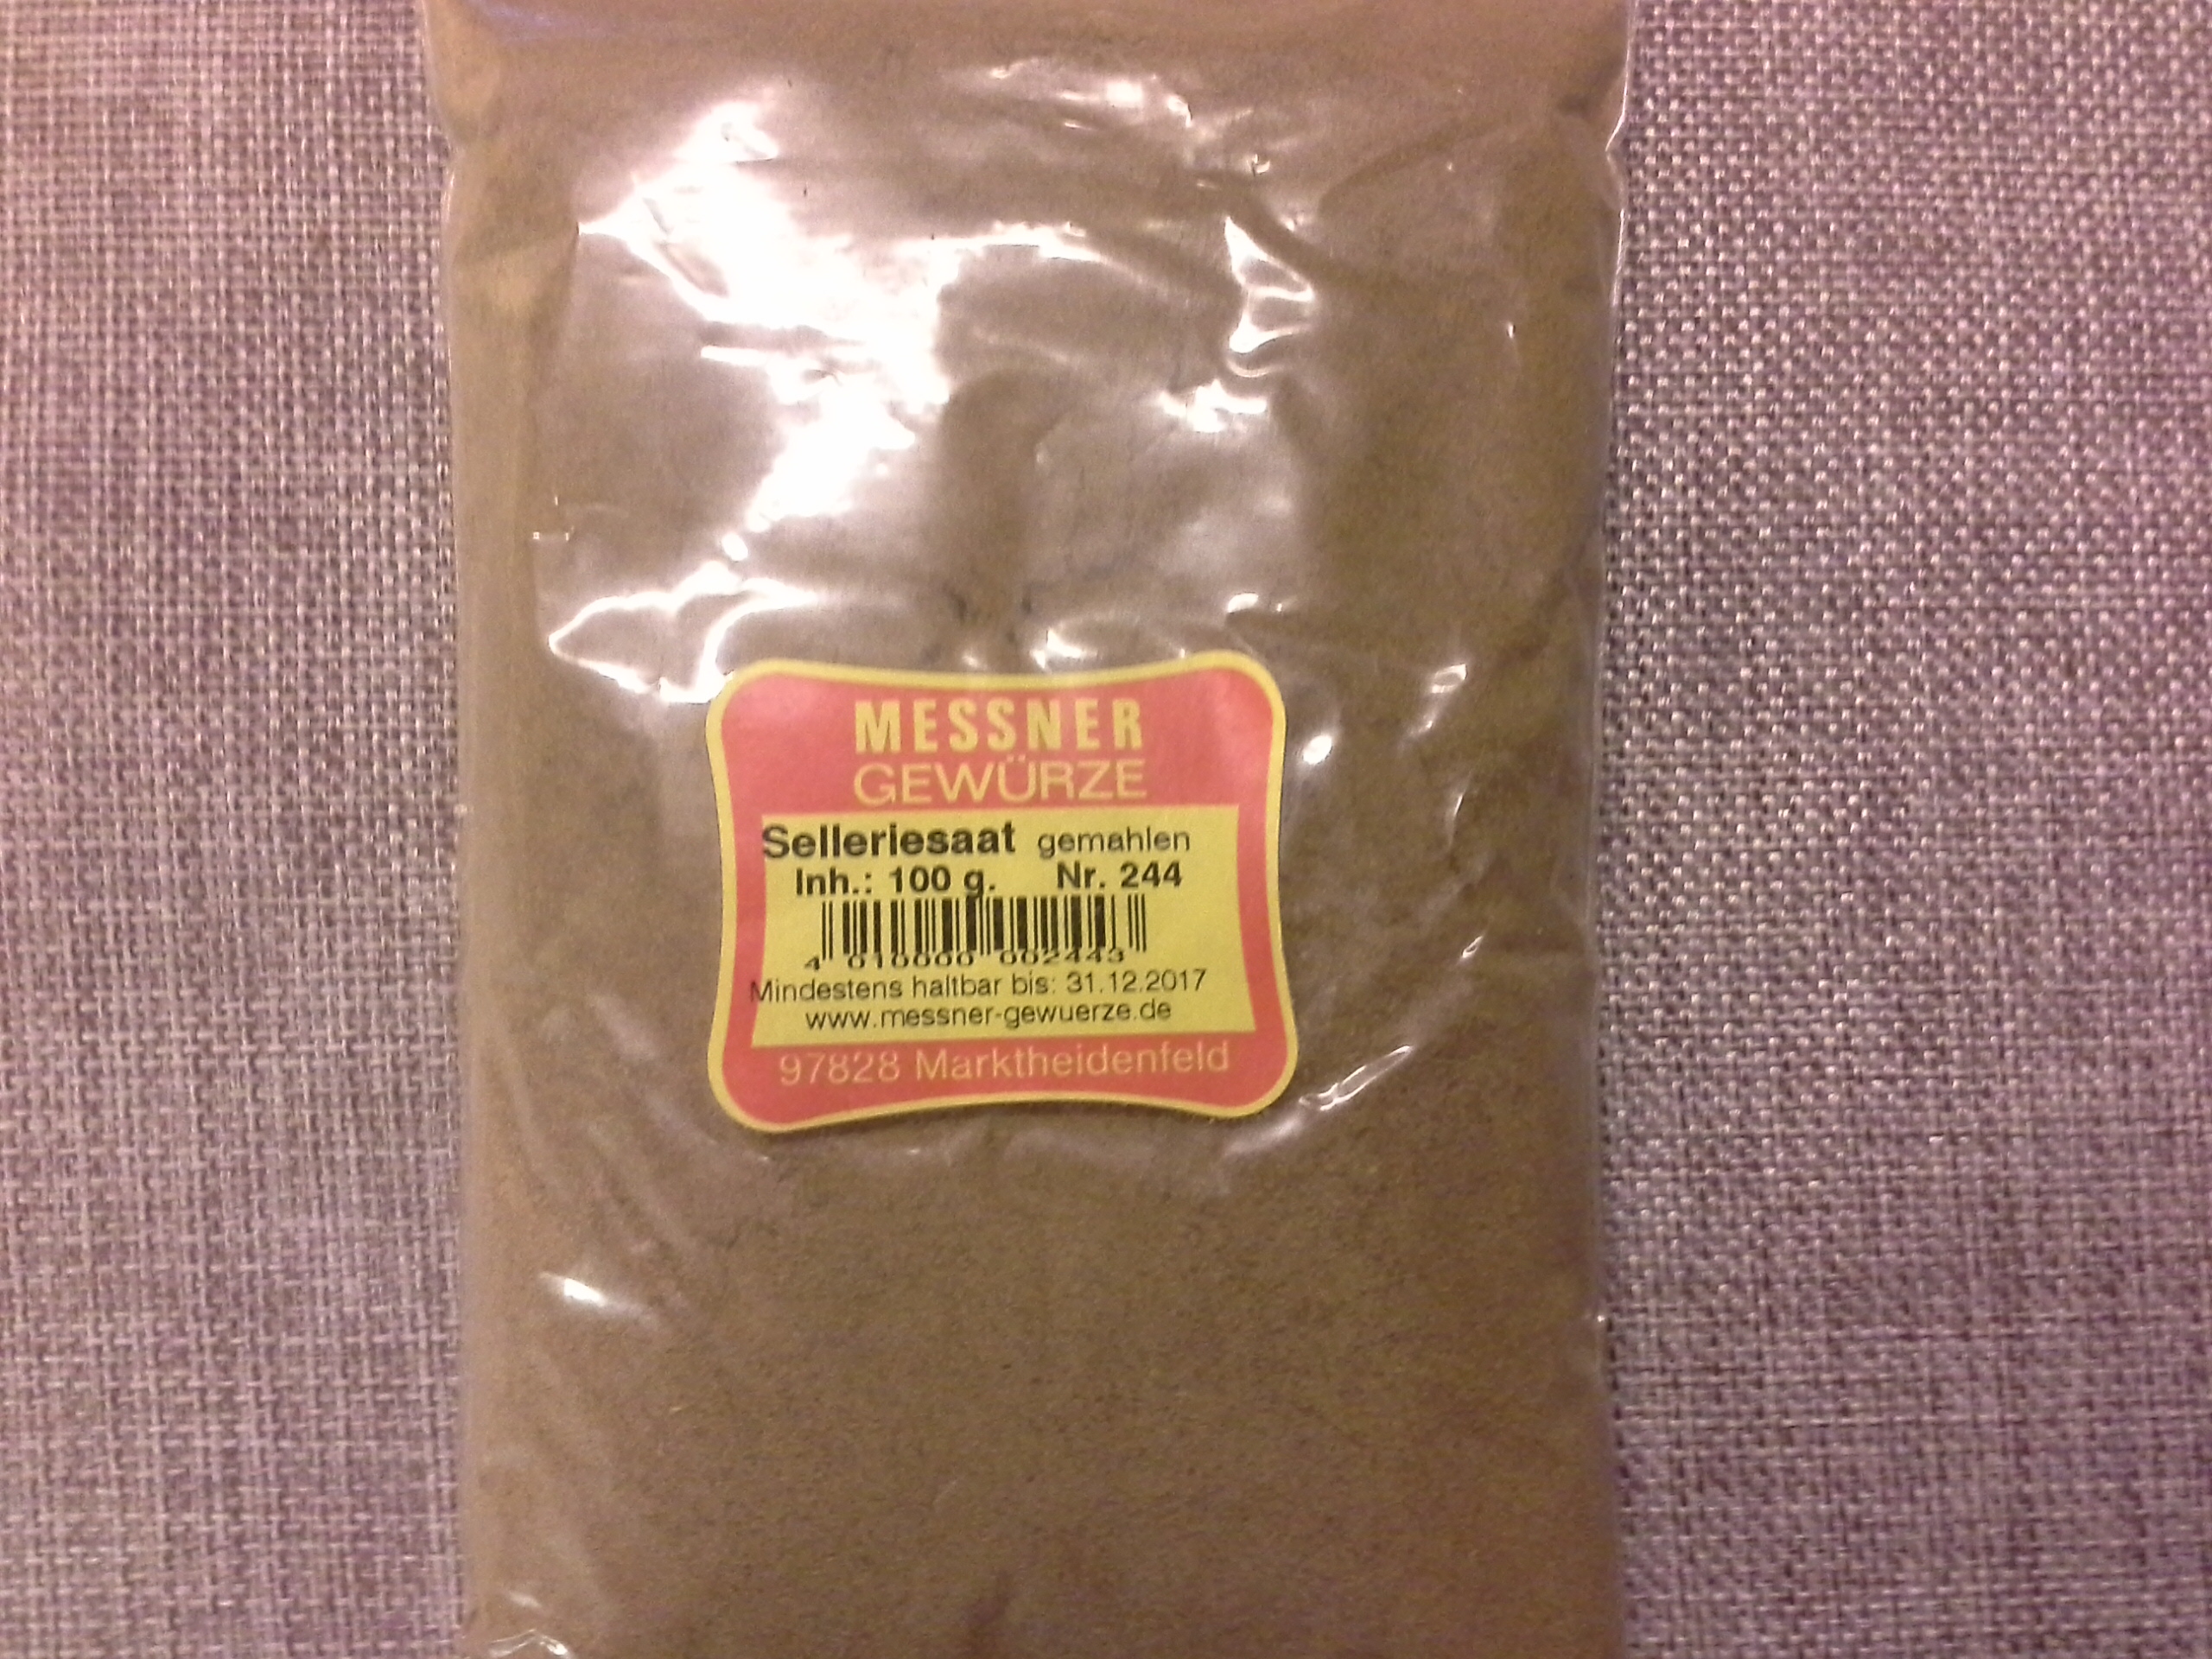 MESSNER
GEWÜRZE
Selleriesaat gemahlen
Inh.: 100 g. Nr. 244
4 010000 002443
Mindestens haltbar bis: 31.12.2017
www.messner-gewuerze.de
97828 Marktheidenfeld